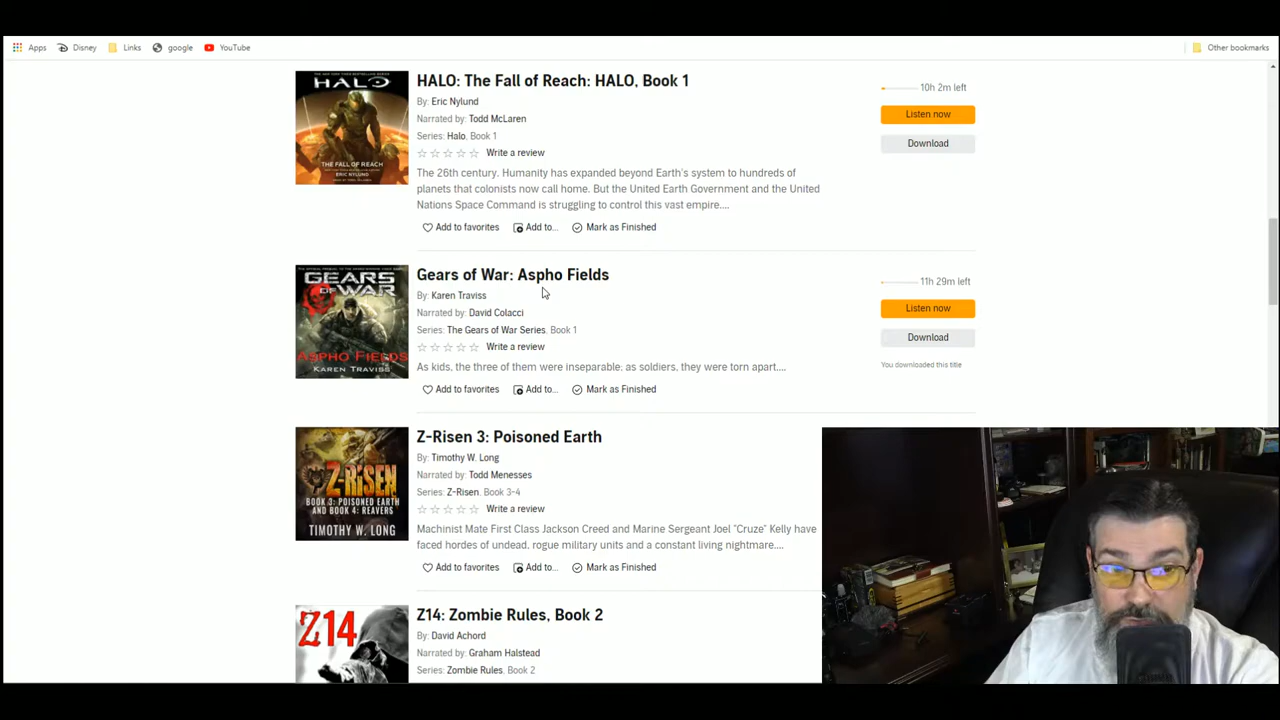 Apps
Disney
Links
google
YouTube
Other bookmarks
HALO
THE FALL OF REACH
ERIC NYLUND
HALO: The Fall of Reach: HALO, Book 1
By: Eric Nylund
Narrated by: Todd McLaren
Series: Halo, Book 1
Write a review
The 26th century. Humanity has expanded beyond Earth's system to hundreds of
planets that colonists now call home. But the United Earth Government and the United
Nations Space Command is struggling to control this vast empire....
Add to favorites
Add to...
Mark as Finished
10h 2m left
Listen now
Download
GEARS
OF WAR
ASPHO FIELDS
KAREN TRAVISS
Gears of War: Aspho Fields
By: Karen Traviss
Narrated by: David Colacci
Series: The Gears of War Series, Book 1
Write a review
As kids, the three of them were inseparable; as soldiers, they were torn apart....
Add to favorites
Add to...
Mark as Finished
11h 29m left
Listen now
Download
You downloaded this title
Z-RISEN
BOOK 3: POISONED EARTH
AND BOOK 4: REAVERS
TIMOTHY W. LONG
Z-Risen 3: Poisoned Earth
By: Timothy W. Long
Narrated by: Todd Menesses
Series: Z-Risen, Book 3-4
Write a review
Machinist Mate First Class Jackson Creed and Marine Sergeant Joel "Cruze" Kelly have
faced hordes of undead, rogue military units and a constant living nightmare....
Add to favorites
Add to...
Mark as Finished
Z14
Z14: Zombie Rules, Book 2
By: David Achord
Narrated by: Graham Halstead
Series: Zombie Rules, Book 2